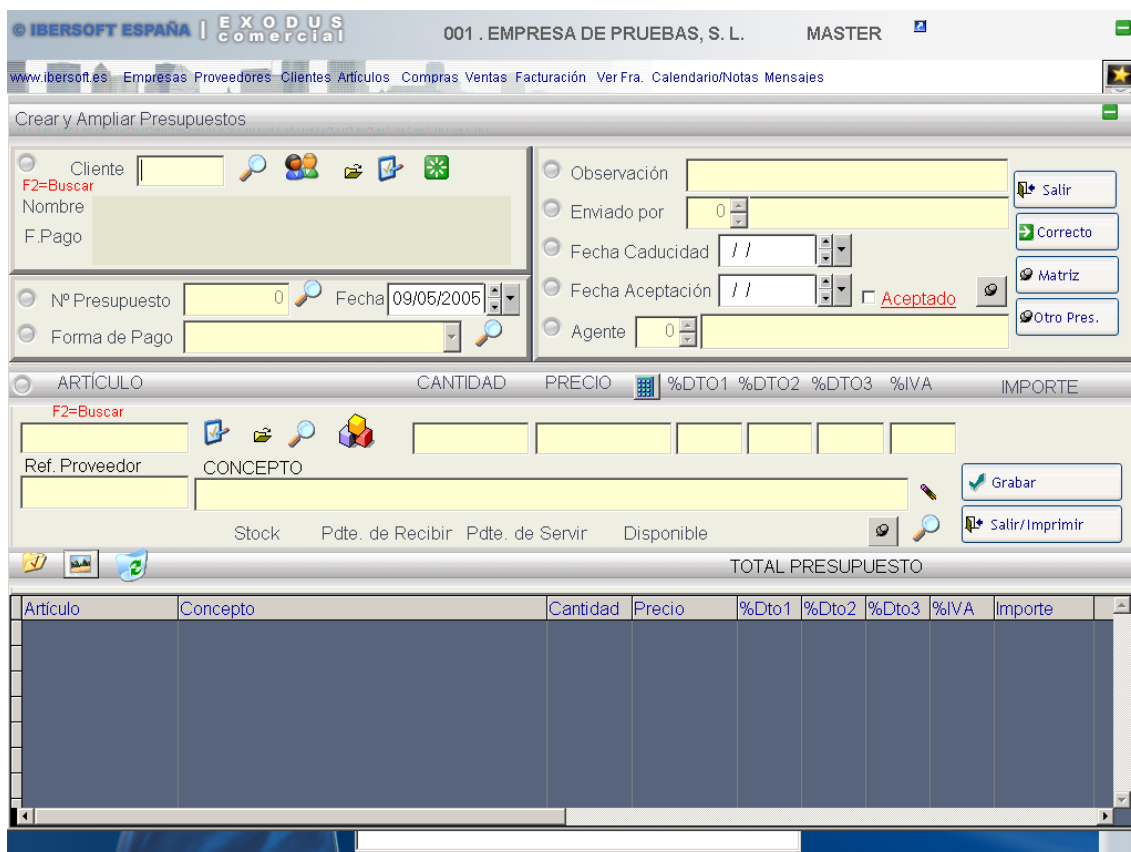 © IBERSOFT ESPAÑA | EXODUS Comercial 001 . EMPRESA DE PRUEBAS, S. L. MASTER
www.ibersoft.es Empresas Proveedores Clientes Artículos Compras Ventas Facturación Ver Fra. Calendario/Notas Mensajes
Crear y Ampliar Presupuestos
Cliente
F2=Buscar
Nombre
F.Pago
Nº Presupuesto 0 Fecha 09/05/2005
Forma de Pago
Observación
Enviado por 0
Fecha Caducidad / /
Fecha Aceptación / / Aceptado
Agente 0
Salir
Correcto
Matriz
Otro Pres.
ARTÍCULO CANTIDAD PRECIO %DTO1 %DTO2 %DTO3 %IVA IMPORTE
F2=Buscar
Ref. Proveedor CONCEPTO
Grabar
Stock Pdte. de Recibir Pdte. de Servir Disponible
Salir/Imprimir
TOTAL PRESUPUESTO
Artículo Concepto Cantidad Precio %Dto1 %Dto2 %Dto3 %IVA Importe